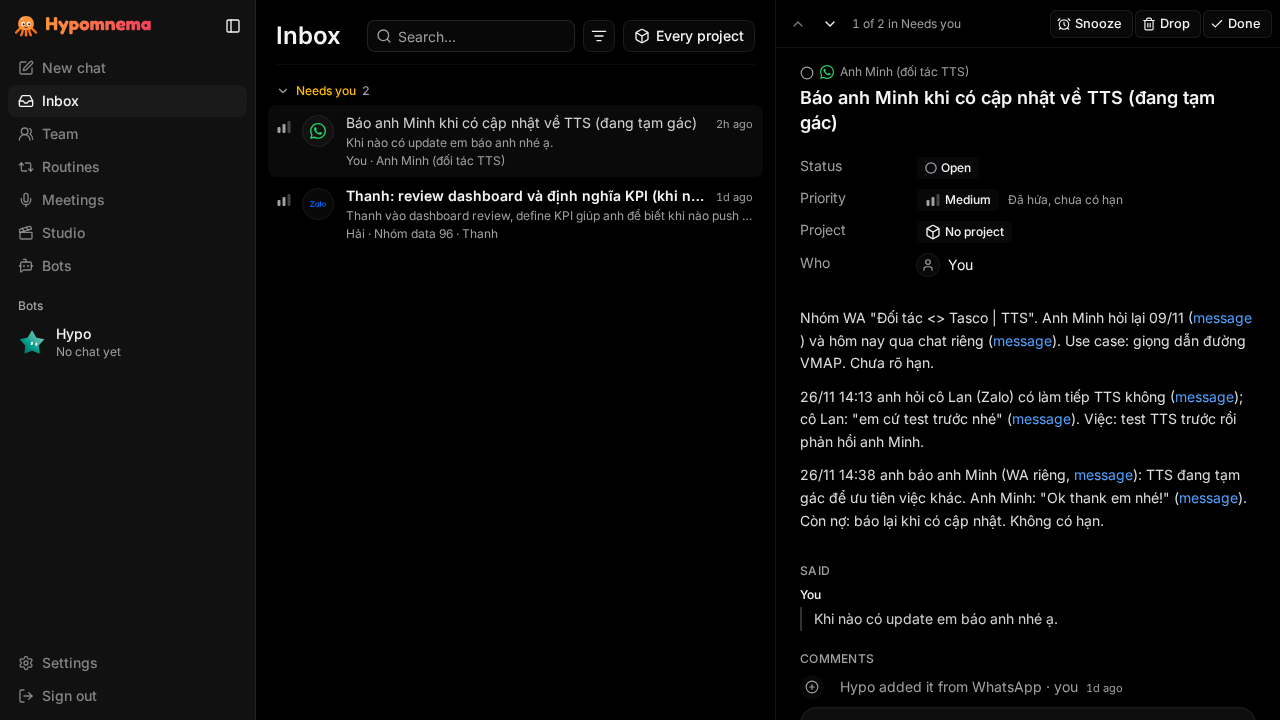 Hypomnema
New chat
Inbox
Team
Routines
Meetings
Studio
Bots
Bots
Hypo
No chat yet
Settings
Sign out
Inbox
Search...
Every project
Needs you 2
Báo anh Minh khi có cập nhật về TTS (đang tạm gác)
2h ago
Khi nào có update em báo anh nhé ạ.
You · Anh Minh (đối tác TTS)
Zalo
Thanh: review dashboard và định nghĩa KPI (khi n...
1d ago
Thanh vào dashboard review, define KPI giúp anh để biết khi nào push ...
Hải · Nhóm data 96 · Thanh
1 of 2 in Needs you
Snooze
Drop
Done
Anh Minh (đối tác TTS)
Báo anh Minh khi có cập nhật về TTS (đang tạm
gác)
Status
Open
Priority
Medium
Đã hứa, chưa có hạn
Project
No project
Who
You
Nhóm WA "Đối tác <> Tasco | TTS". Anh Minh hỏi lại 09/11 (message
) và hôm nay qua chat riêng (message). Use case: giọng dẫn đường
VMAP. Chưa rõ hạn.
26/11 14:13 anh hỏi cô Lan (Zalo) có làm tiếp TTS không (message);
cô Lan: "em cứ test trước nhé" (message). Việc: test TTS trước rồi
phản hồi anh Minh.
26/11 14:38 anh báo anh Minh (WA riêng, message): TTS đang tạm
gác để ưu tiên việc khác. Anh Minh: "Ok thank em nhé!" (message).
Còn nợ: báo lại khi có cập nhật. Không có hạn.
SAID
You
Khi nào có update em báo anh nhé ạ.
COMMENTS
Hypo added it from WhatsApp · you 1d ago